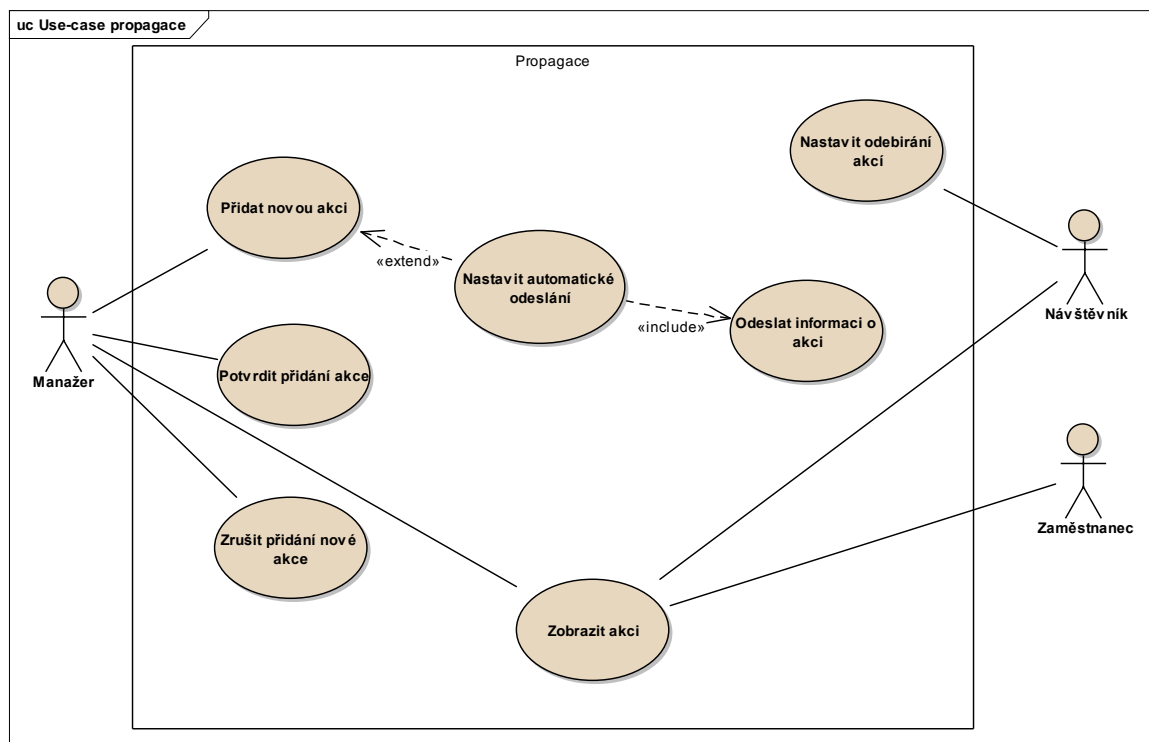 uc Use-case propagace
Propagace
Nastavit odebírání
akcí
Přidat novou akci
«extend»
Nastavit automatické
odeslání
«include»
Odeslat informaci o
akci
Návštěvník
Manažer
Potvrdit přidání akce
Zrušit přidání nové
akce
Zaměstnanec
Zobrazit akci